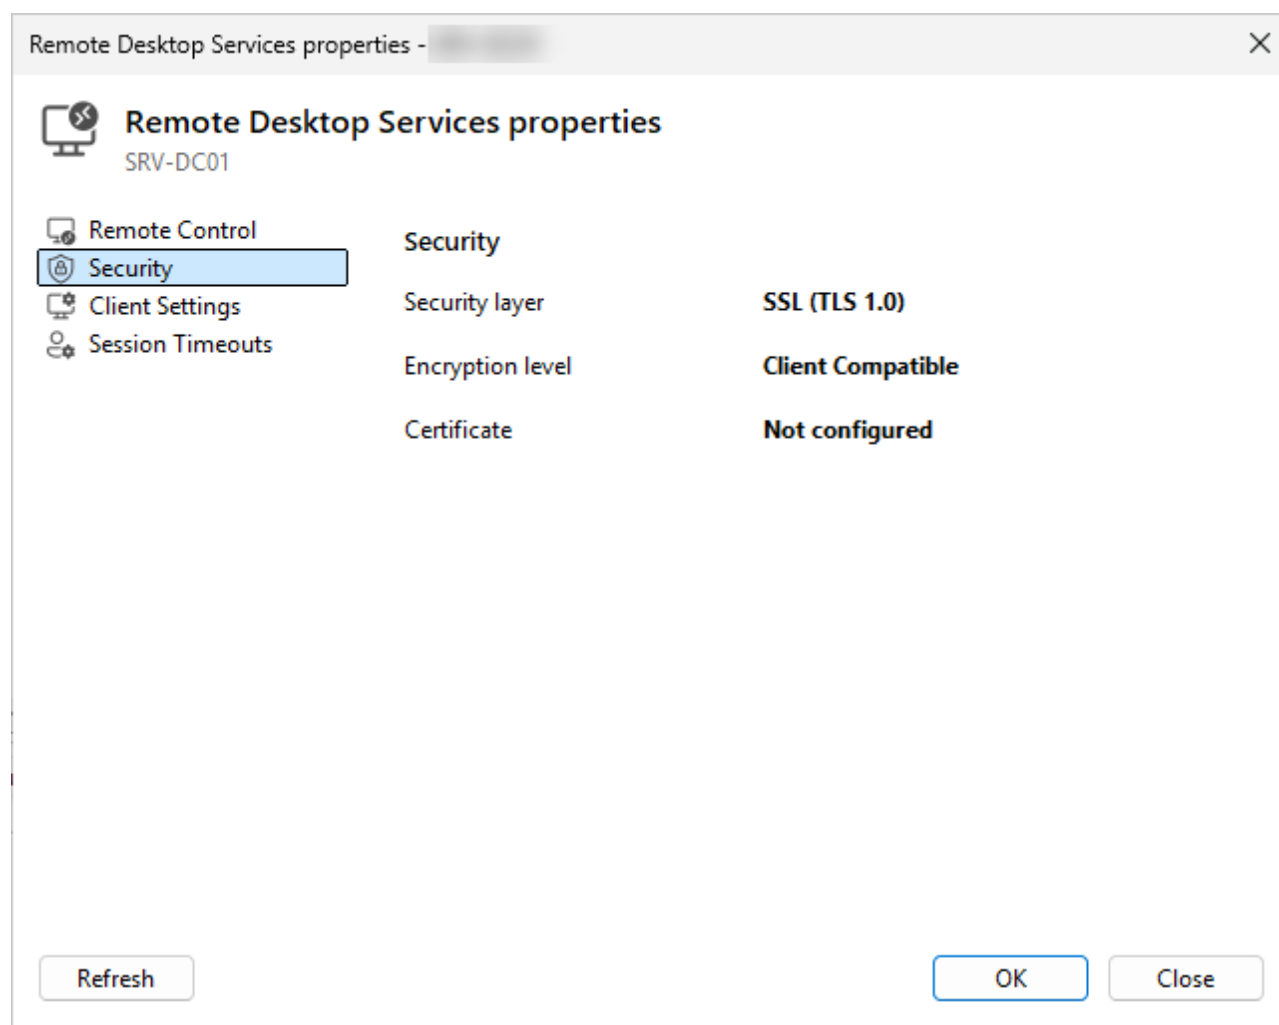 Remote Desktop Services properties -
Remote Desktop Services properties
SRV-DC01
Remote Control
Security
Client Settings
Session Timeouts
Security
Security layer SSL (TLS 1.0)
Encryption level Client Compatible
Certificate Not configured
Refresh OK Close